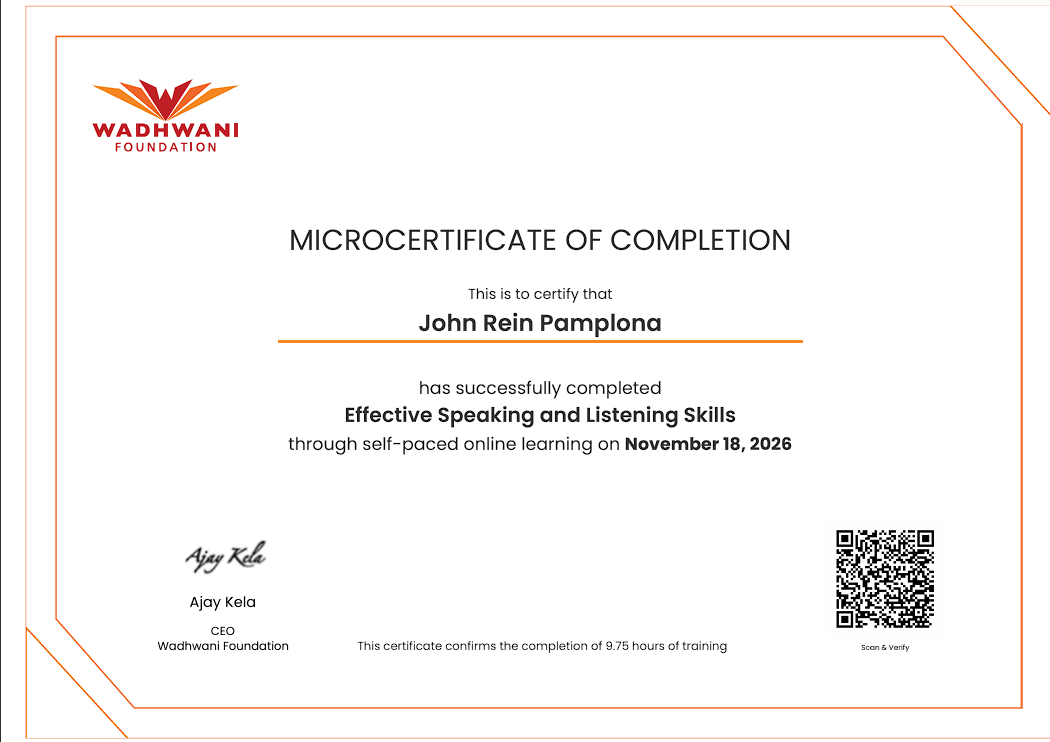 WADHWANI
FOUNDATION
MICROCERTIFICATE OF COMPLETION
This is to certify that
John Rein Pamplona
has successfully completed
Effective Speaking and Listening Skills
through self-paced online learning on November 18, 2026
Ajay Kela
Ajay Kela
CEO
Wadhwani Foundation
This certificate confirms the completion of 9.75 hours of training
Scan & Verify